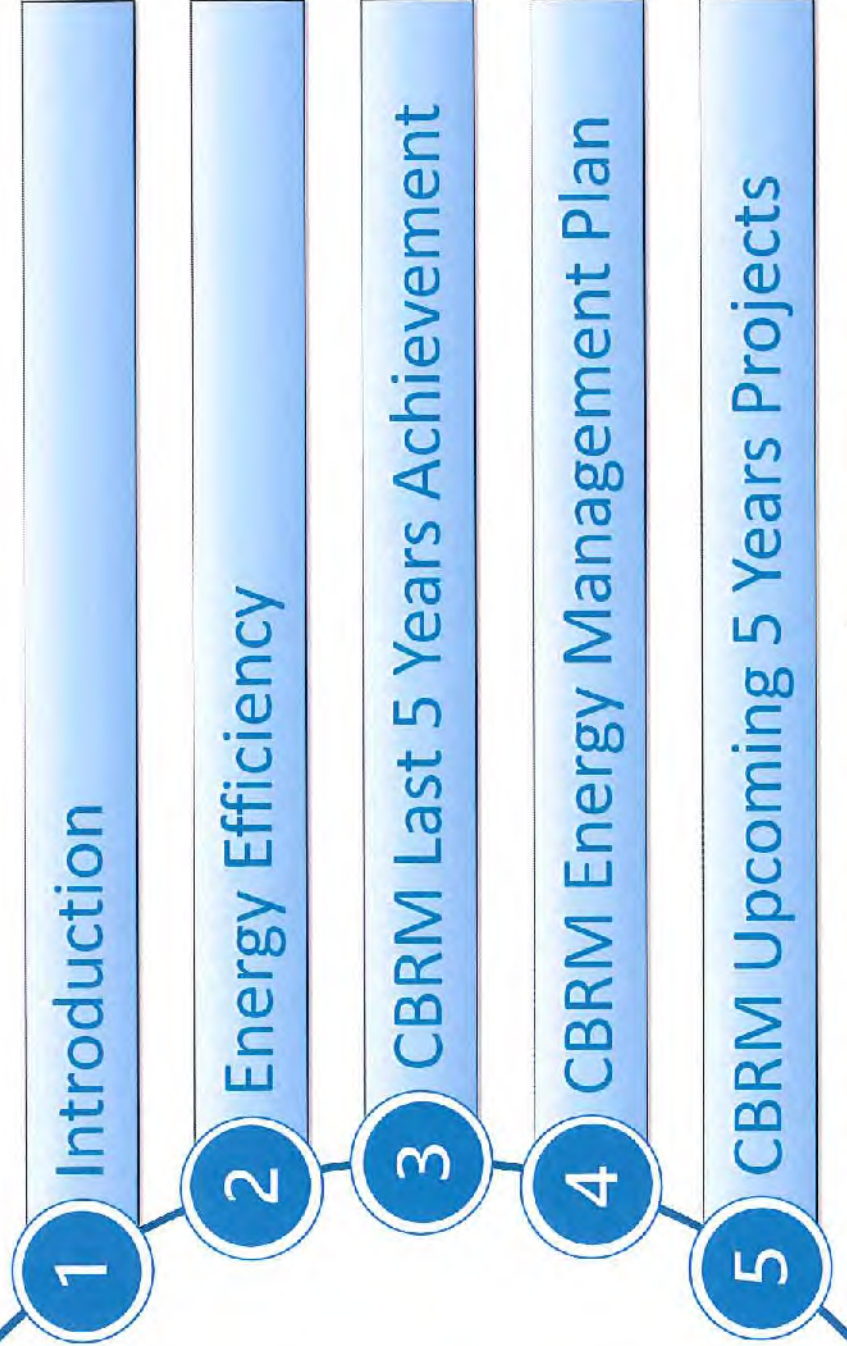 1 Introduction
2 Energy Efficiency
3 CBRM Last 5 Years Achievement
4 CBRM Energy Management Plan
5 CBRM Upcoming 5 Years Projects